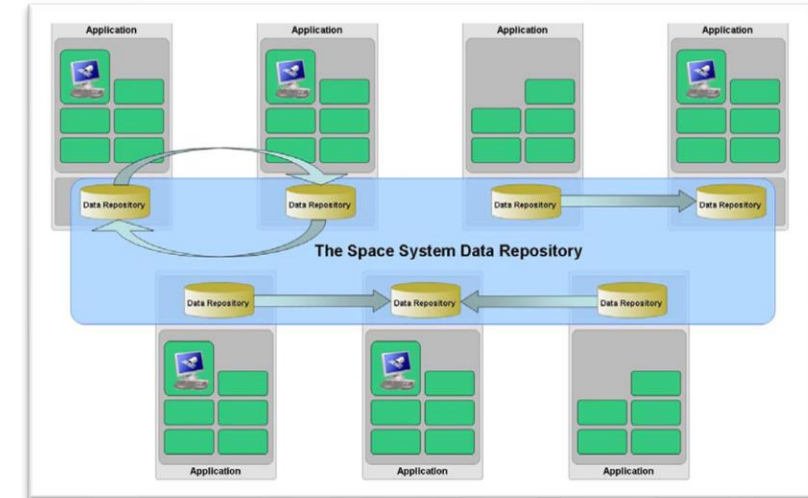 Application
Application
Application
Application
Data Repository
Data Repository
Data Repository
Data Repository
The Space System Data Repository
Data Repository
Data Repository
Data Repository
Application
Application
Application